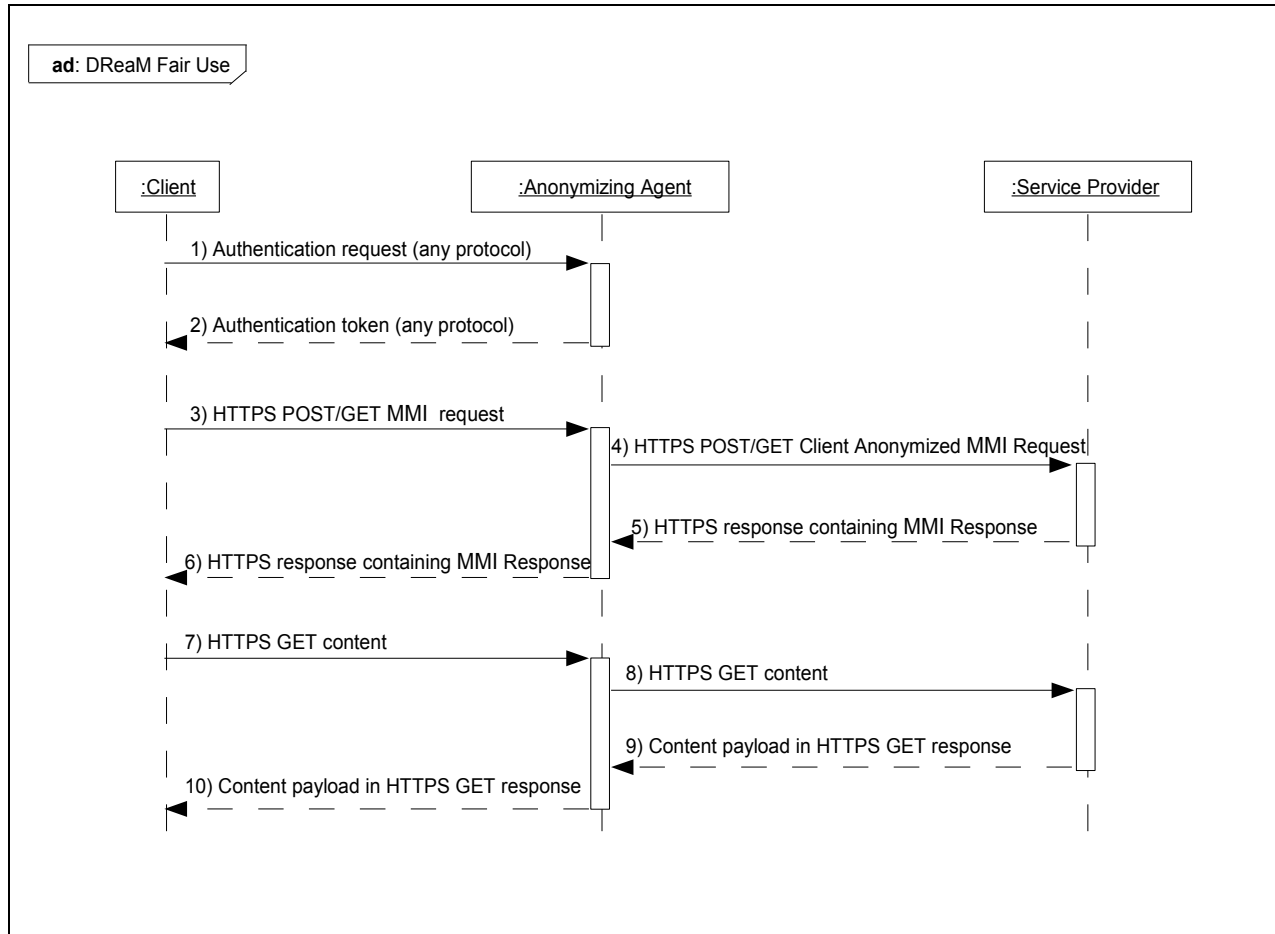 ad: DReaM Fair Use
:Client
:Anonymizing Agent
:Service Provider
1) Authentication request (any protocol)
2) Authentication token (any protocol)
3) HTTPS POST/GET MMI request
4) HTTPS POST/GET Client Anonymized MMI Request
5) HTTPS response containing MMI Response
6) HTTPS response containing MMI Response
7) HTTPS GET content
8) HTTPS GET content
9) Content payload in HTTPS GET response
10) Content payload in HTTPS GET response